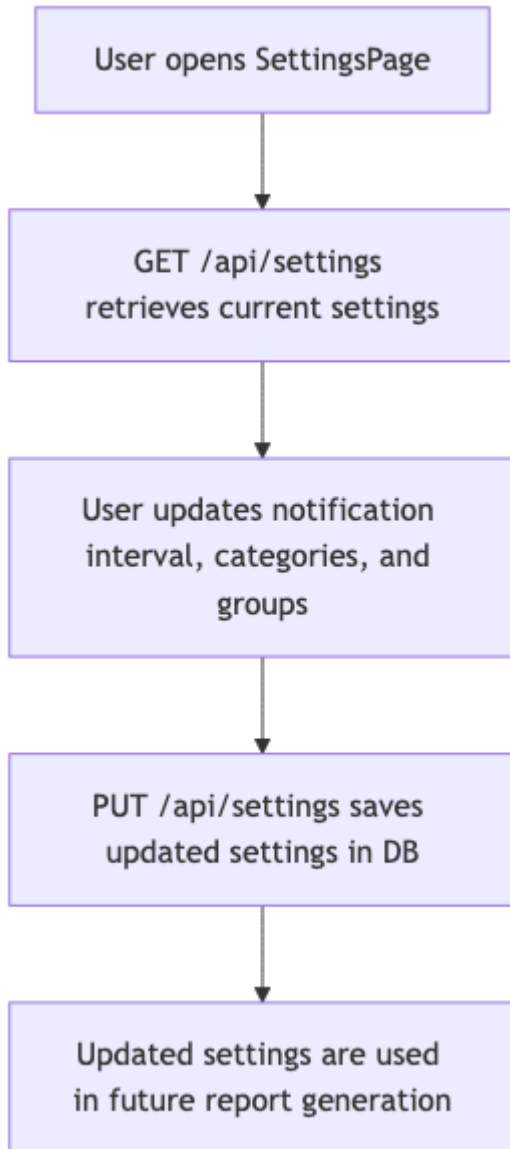 User opens SettingsPage
GET /api/settings
retrieves current settings
User updates notification
interval, categories, and
groups
PUT /api/settings saves
updated settings in DB
Updated settings are used
in future report generation